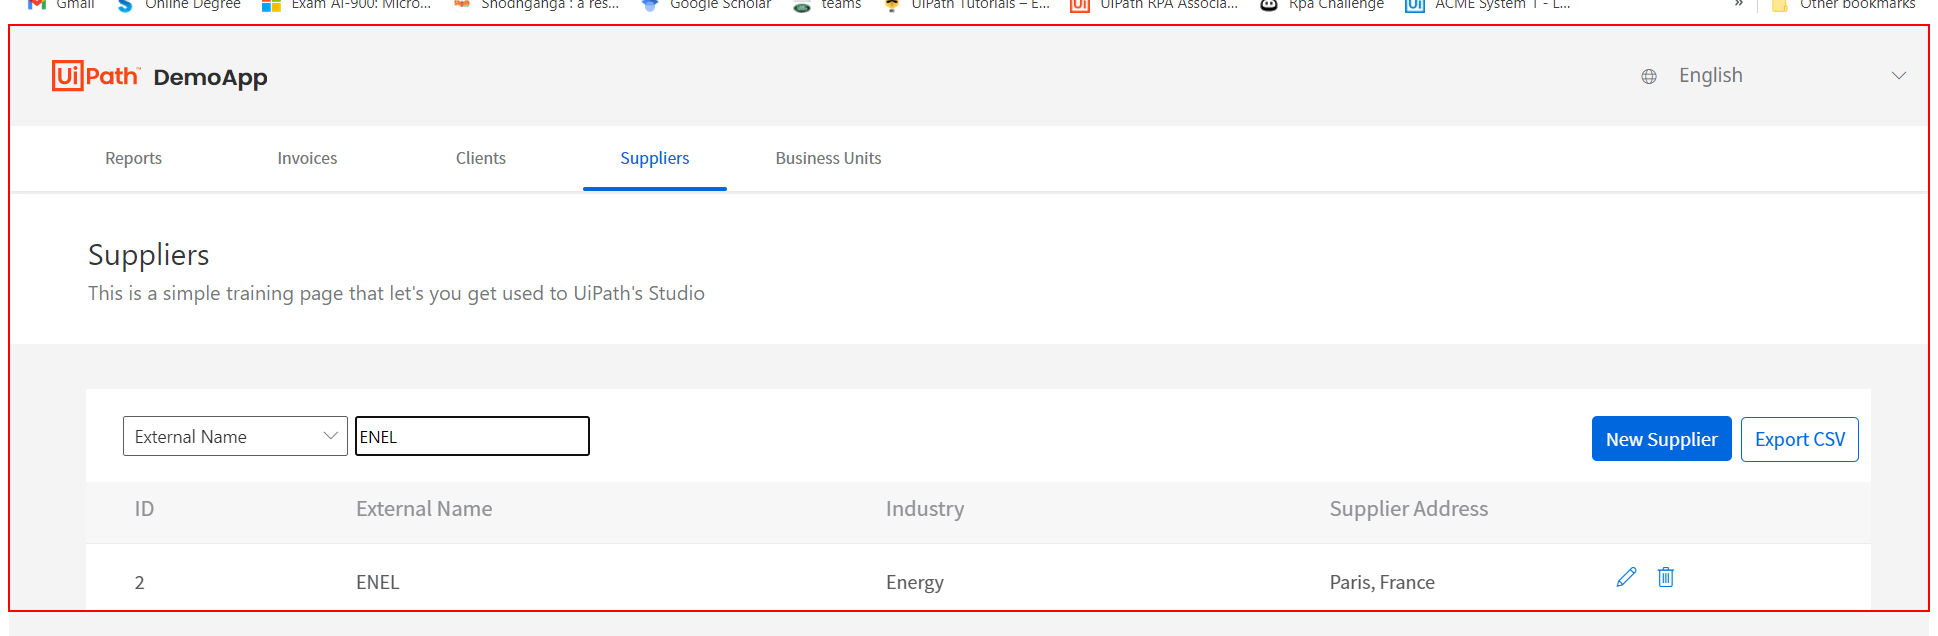 Gmail Online Degree Exam AI-900: Micro... Shodhganga : a res... Google Scholar teams UiPath Tutorials – E... UiPath RPA Associa... Rpa Challenge ACME System 1 - L... » Other bookmarks
UiPath™ DemoApp English
Reports Invoices Clients Suppliers Business Units
Suppliers
This is a simple training page that let's you get used to UiPath's Studio
External Name ENEL New Supplier Export CSV
ID External Name Industry Supplier Address
2 ENEL Energy Paris, France